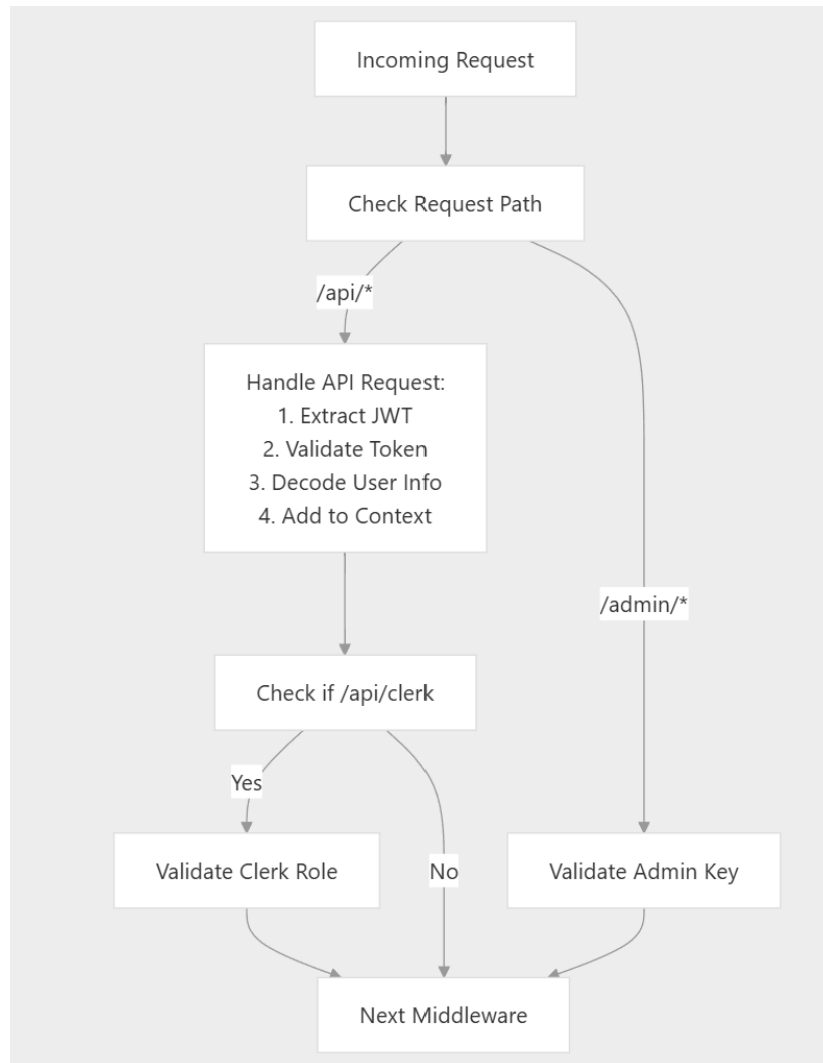 Incoming Request
Check Request Path
/api/*
Handle API Request:
1. Extract JWT
2. Validate Token
3. Decode User Info
4. Add to Context
/admin/*
Check if /api/clerk
Yes
Validate Clerk Role
No
Validate Admin Key
Next Middleware